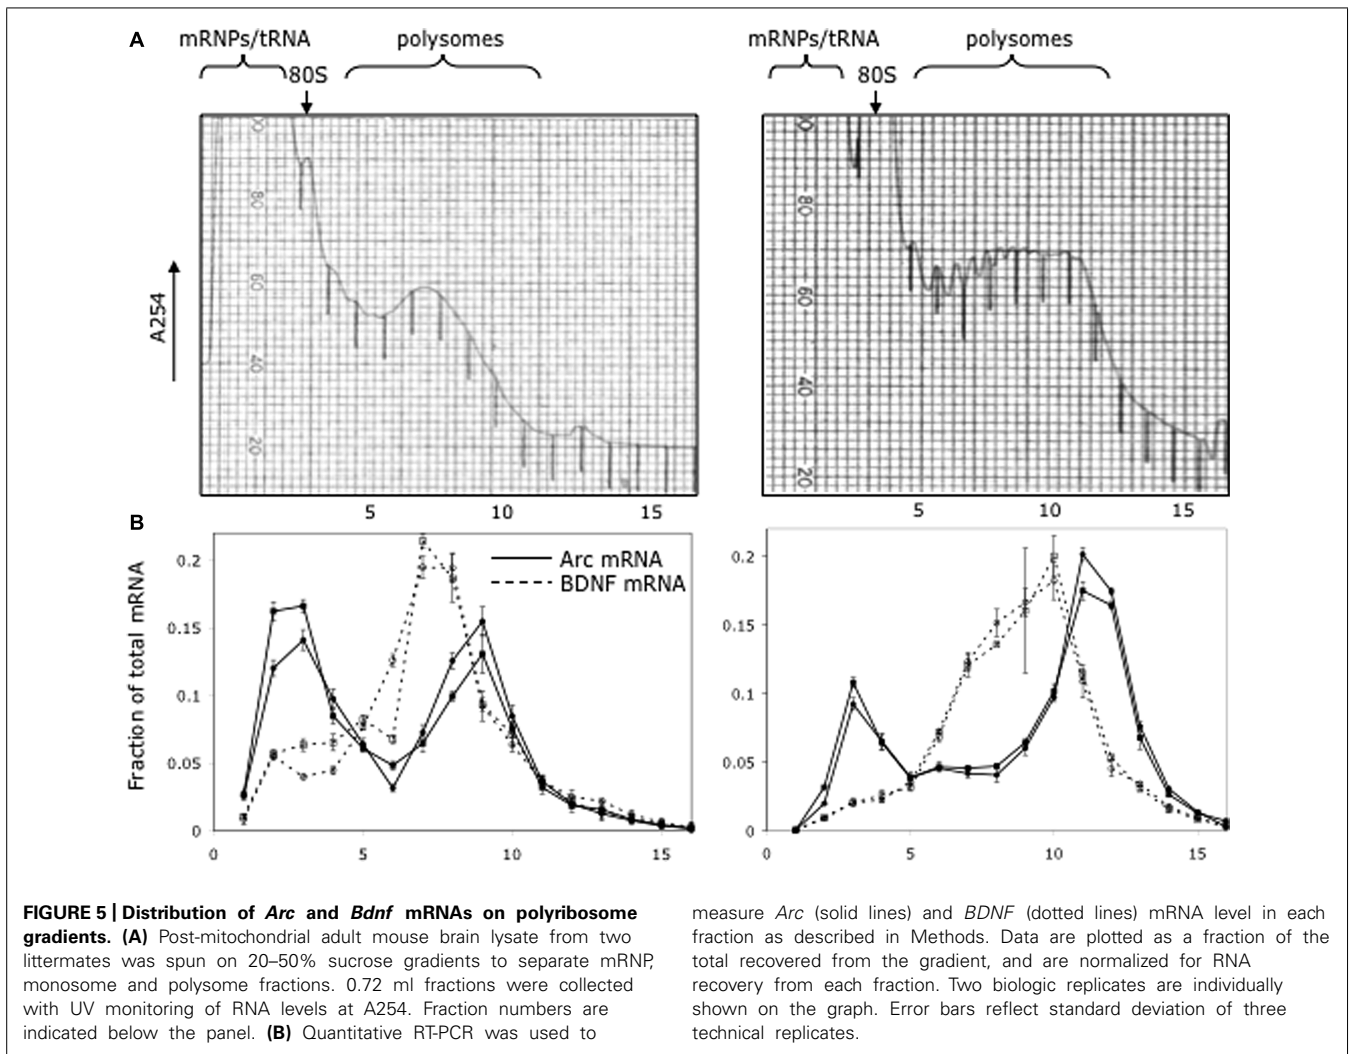 A
mRNPs/tRNA
80S
polysomes
mRNPs/tRNA
80S
polysomes
A254
80
60
40
20
80
60
40
20
5 10 15
5 10 15
B
Fraction of total mRNA
0.2
0.15
0.1
0.05
0
Arc mRNA
BDNF mRNA
0 5 10 15
0.2
0.15
0.1
0.05
0
0 5 10 15
FIGURE 5 | Distribution of Arc and Bdnf mRNAs on polyribosome
gradients. (A) Post-mitochondrial adult mouse brain lysate from two
littermates was spun on 20–50% sucrose gradients to separate mRNP,
monosome and polysome fractions. 0.72 ml fractions were collected
with UV monitoring of RNA levels at A254. Fraction numbers are
indicated below the panel. (B) Quantitative RT-PCR was used to
measure Arc (solid lines) and BDNF (dotted lines) mRNA level in each
fraction as described in Methods. Data are plotted as a fraction of the
total recovered from the gradient, and are normalized for RNA
recovery from each fraction. Two biologic replicates are individually
shown on the graph. Error bars reflect standard deviation of three
technical replicates.